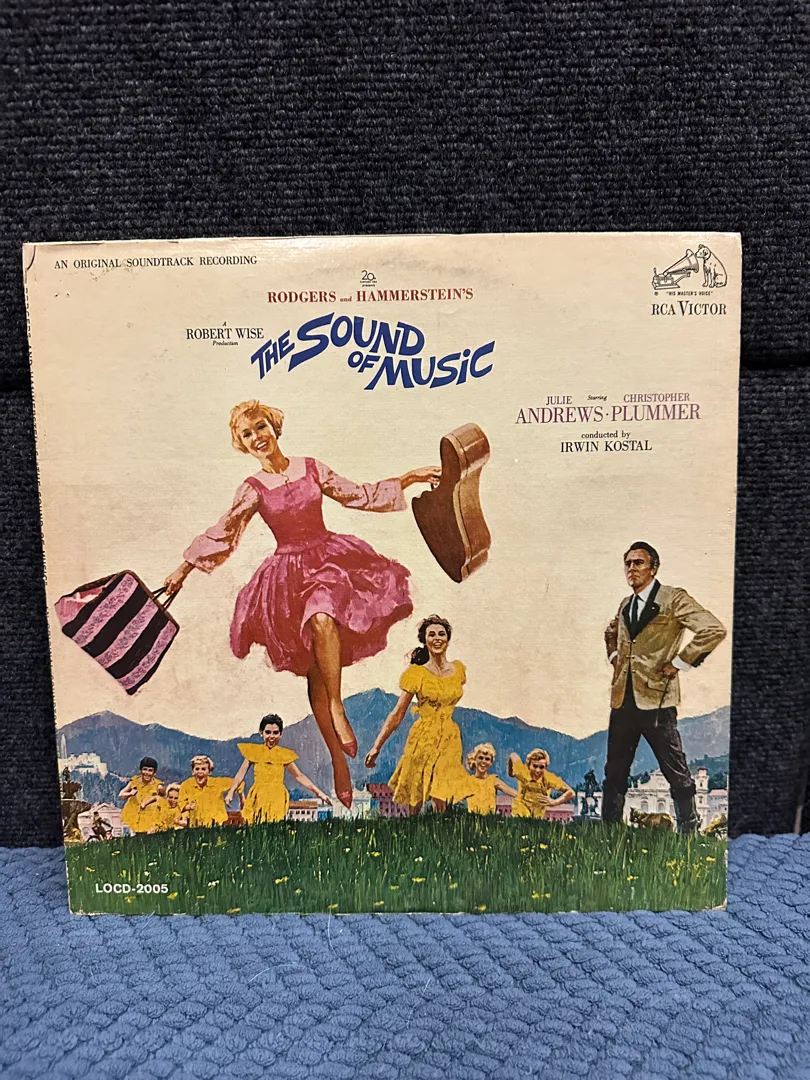 AN ORIGINAL SOUNDTRACK RECORDING
20
RODGERS and HAMMERSTEIN'S
A
ROBERT WISE
Production
THE SOUND
OF MUSIC
"HIS MASTER'S VOICE"
RCA VICTOR
JULIE Starring CHRISTOPHER
ANDREWS · PLUMMER
conducted by
IRWIN KOSTAL
LOCD-2005